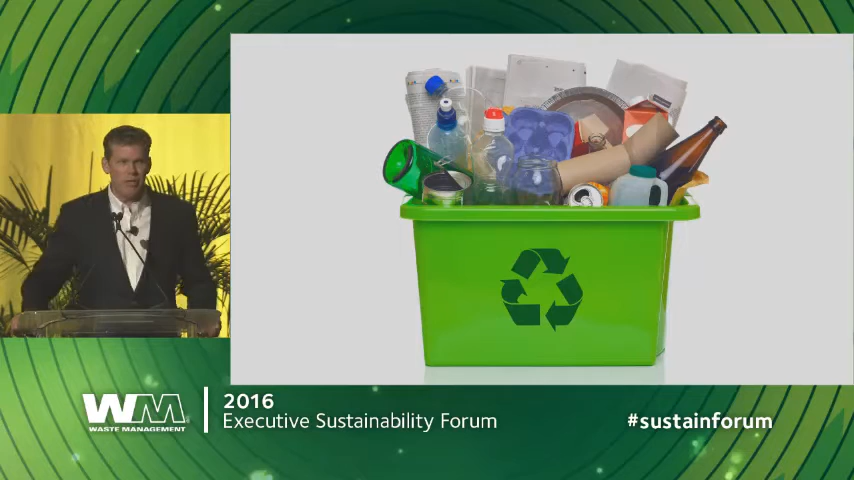 WM
WASTE MANAGEMENT
2016
Executive Sustainability Forum
#sustainforum